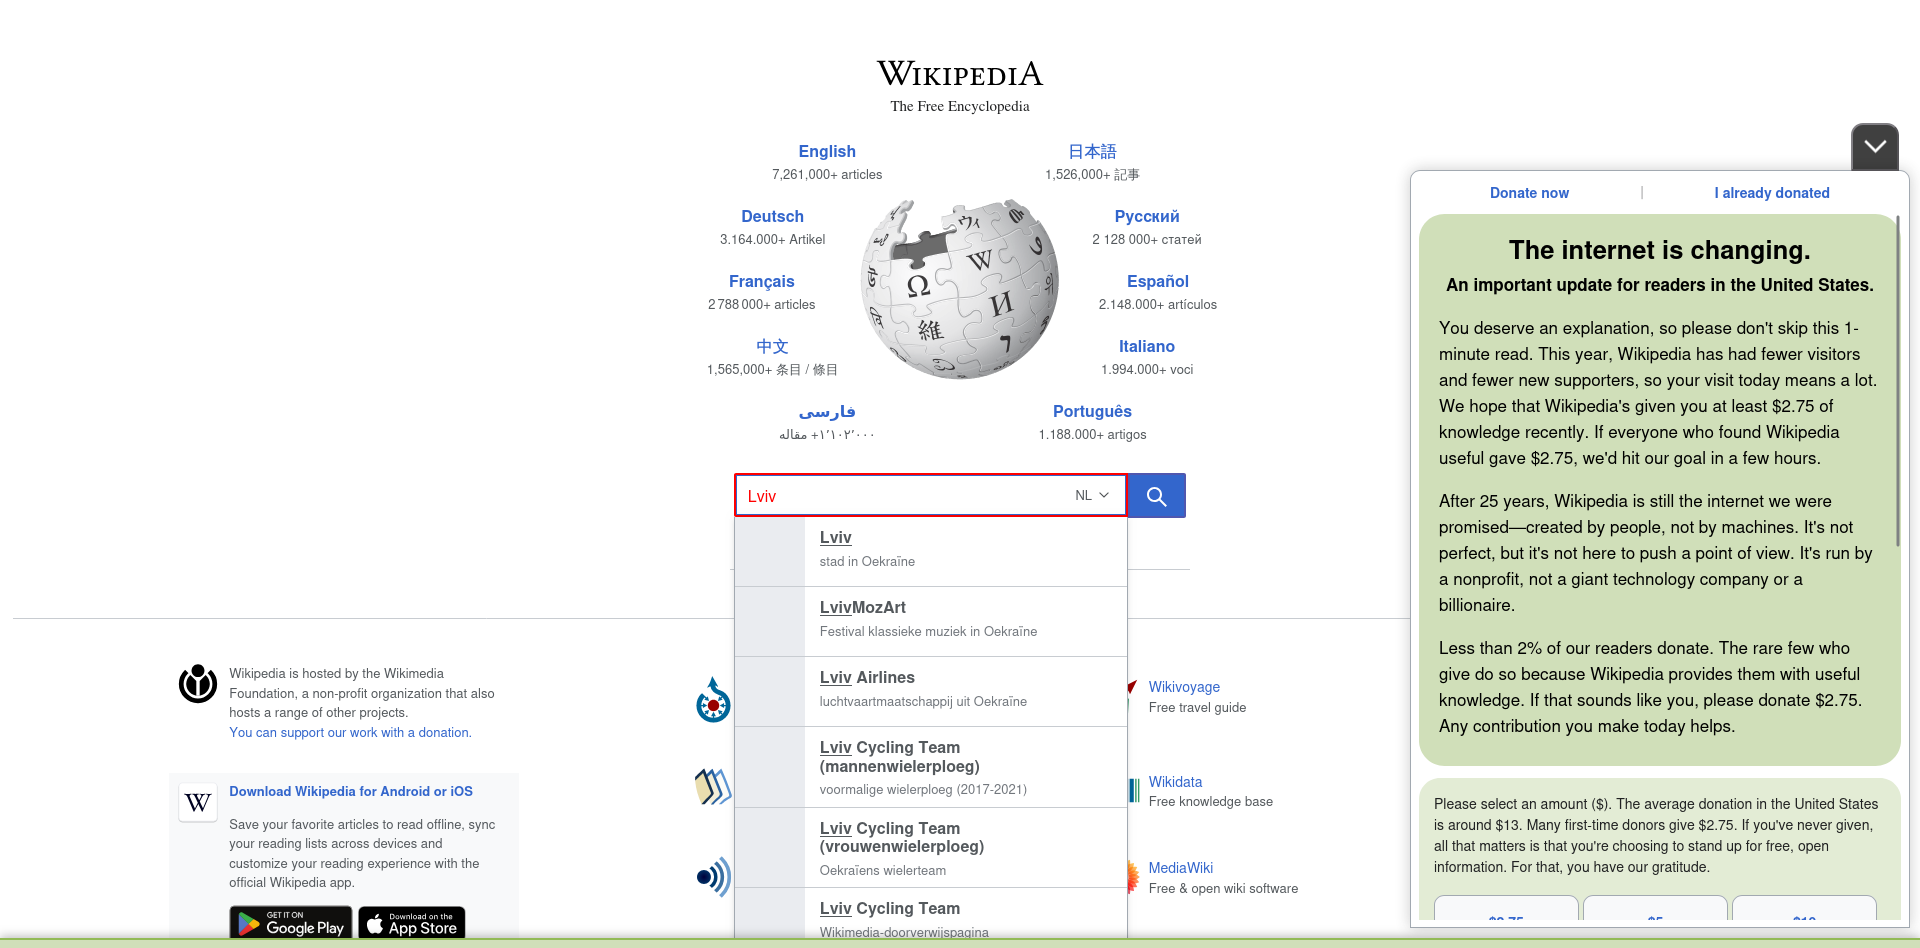 WIKIPEDIA
The Free Encyclopedia
English
7,261,000+ articles
日本語
1,526,000+ 記事
Deutsch
3.164.000+ Artikel
Русский
2 128 000+ статей
Français
2 788 000+ articles
Español
2.148.000+ artículos
中文
1,565,000+ 条目 / 條目
Italiano
1.994.000+ voci
فارسی
۱٬۱۰۲٬۰۰۰+ مقاله
Português
1.188.000+ artigos
Lviv
NL
Lviv
stad in Oekraïne
LvivMozArt
Festival klassieke muziek in Oekraïne
Lviv Airlines
luchtvaartmaatschappij uit Oekraïne
Lviv Cycling Team
(mannenwielerploeg)
voormalige wielerploeg (2017-2021)
Lviv Cycling Team
(vrouwenwielerploeg)
Oekraïens wielerteam
Lviv Cycling Team
Wikimedia-doorverwijspagina
Wikipedia is hosted by the Wikimedia
Foundation, a non-profit organization that also
hosts a range of other projects.
You can support our work with a donation.
Download Wikipedia for Android or iOS
Save your favorite articles to read offline, sync
your reading lists across devices and
customize your reading experience with the
official Wikipedia app.
GET IT ON
Google Play
Download on the
App Store
Wikivoyage
Free travel guide
Wikidata
Free knowledge base
MediaWiki
Free & open wiki software
Donate now
I already donated
The internet is changing.
An important update for readers in the United States.
You deserve an explanation, so please don't skip this 1-
minute read. This year, Wikipedia has had fewer visitors
and fewer new supporters, so your visit today means a lot.
We hope that Wikipedia's given you at least $2.75 of
knowledge recently. If everyone who found Wikipedia
useful gave $2.75, we'd hit our goal in a few hours.
After 25 years, Wikipedia is still the internet we were
promised—created by people, not by machines. It's not
perfect, but it's not here to push a point of view. It's run by
a nonprofit, not a giant technology company or a
billionaire.
Less than 2% of our readers donate. The rare few who
give do so because Wikipedia provides them with useful
knowledge. If that sounds like you, please donate $2.75.
Any contribution you make today helps.
Please select an amount ($). The average donation in the United States
is around $13. Many first-time donors give $2.75. If you've never given,
all that matters is that you're choosing to stand up for free, open
information. For that, you have our gratitude.